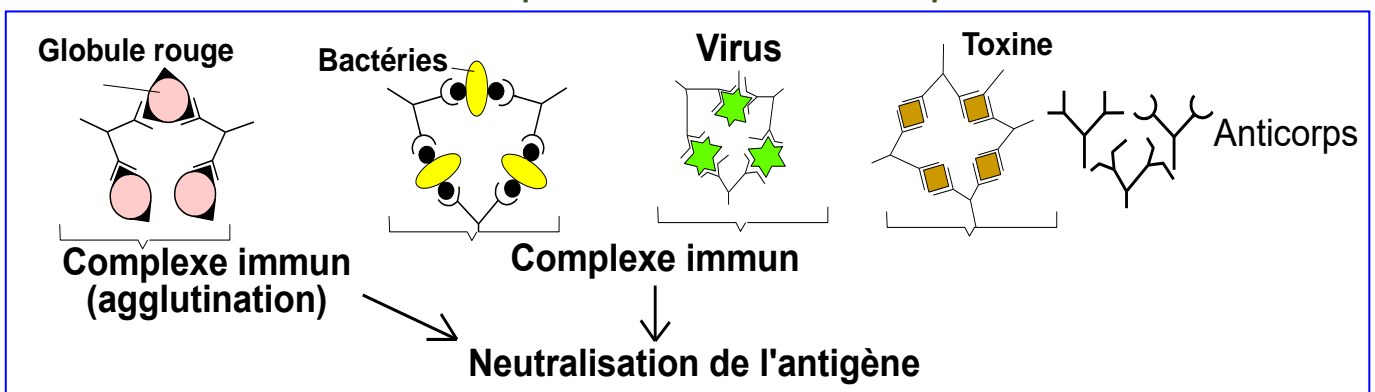 Globule rouge
Bactéries
Virus
Toxine
Anticorps
Complexe immun
(agglutination)
Complexe immun
Neutralisation de l'antigène